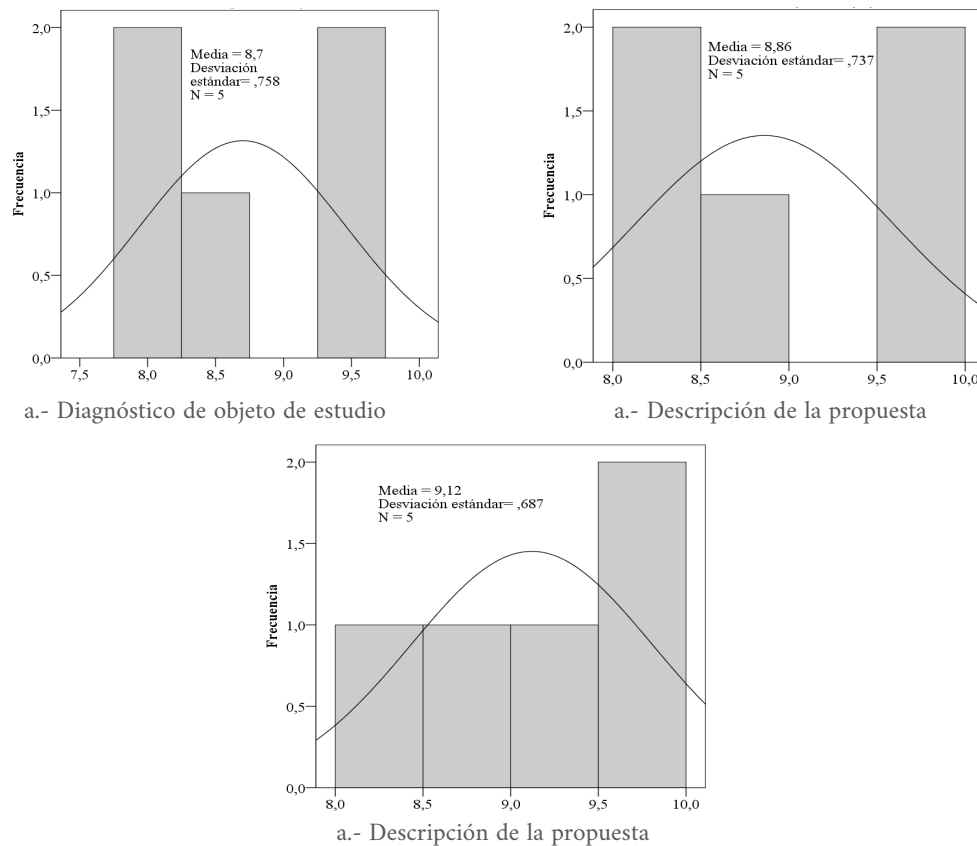 2,0
1,5
1,0
0,5
0,0
Frecuencia
Media = 8,7
Desviación
estándar= ,758
N = 5
7,5 8,0 8,5 9,0 9,5 10,0
a.- Diagnóstico de objeto de estudio
2,0
1,5
1,0
0,5
0,0
Frecuencia
Media = 8,86
Desviación estándar= ,737
N = 5
8,0 8,5 9,0 9,5 10,0
a.- Descripción de la propuesta
2,0
1,5
1,0
0,5
0,0
Frecuencia
Media = 9,12
Desviación estándar= ,687
N = 5
8,0 8,5 9,0 9,5 10,0
a.- Descripción de la propuesta